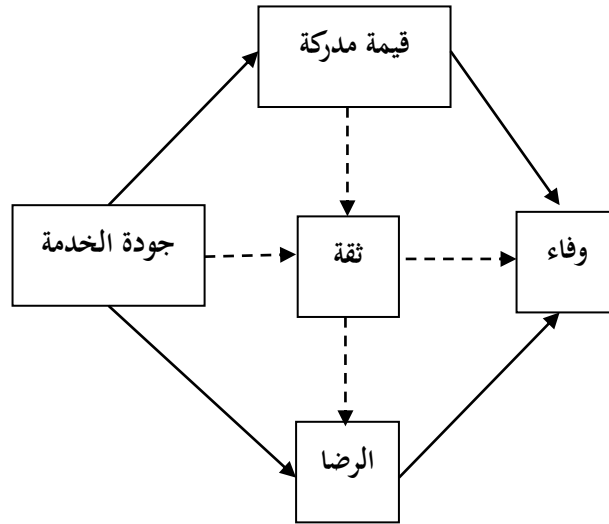 قيمة مدركة
جودة الخدمة
ثقة
وفاء
الرضا